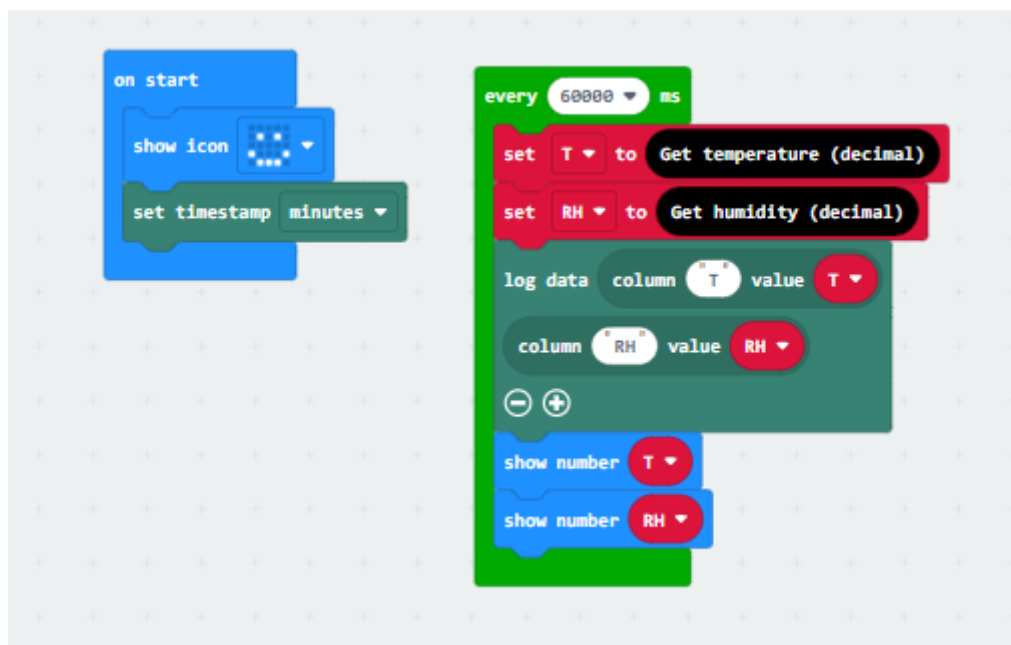 on start
show icon
set timestamp minutes
every 60000 ms
set T to Get temperature (decimal)
set RH to Get humidity (decimal)
log data column "T" value T
column "RH" value RH
show number T
show number RH